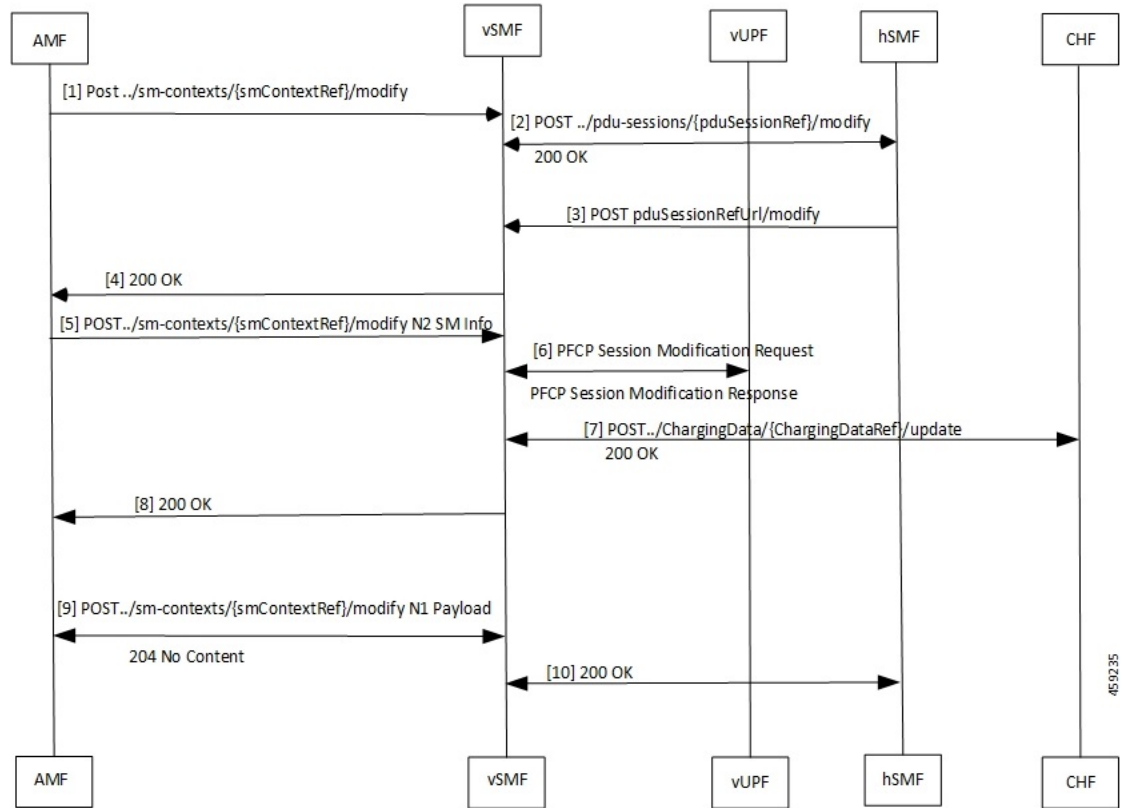 AMF
vSMF
vUPF
hSMF
CHF
[1] Post ../sm-contexts/{smContextRef}/modify
[2] POST ../pdu-sessions/{pduSessionRef}/modify
200 OK
[3] POST pduSessionRefUrl/modify
[4] 200 OK
[5] POST../sm-contexts/{smContextRef}/modify N2 SM Info
[6] PFCP Session Modification Request
PFCP Session Modification Response
[7] POST../ChargingData/{ChargingDataRef}/update
200 OK
[8] 200 OK
[9] POST../sm-contexts/{smContextRef}/modify N1 Payload
204 No Content
[10] 200 OK
459235
AMF
vSMF
vUPF
hSMF
CHF